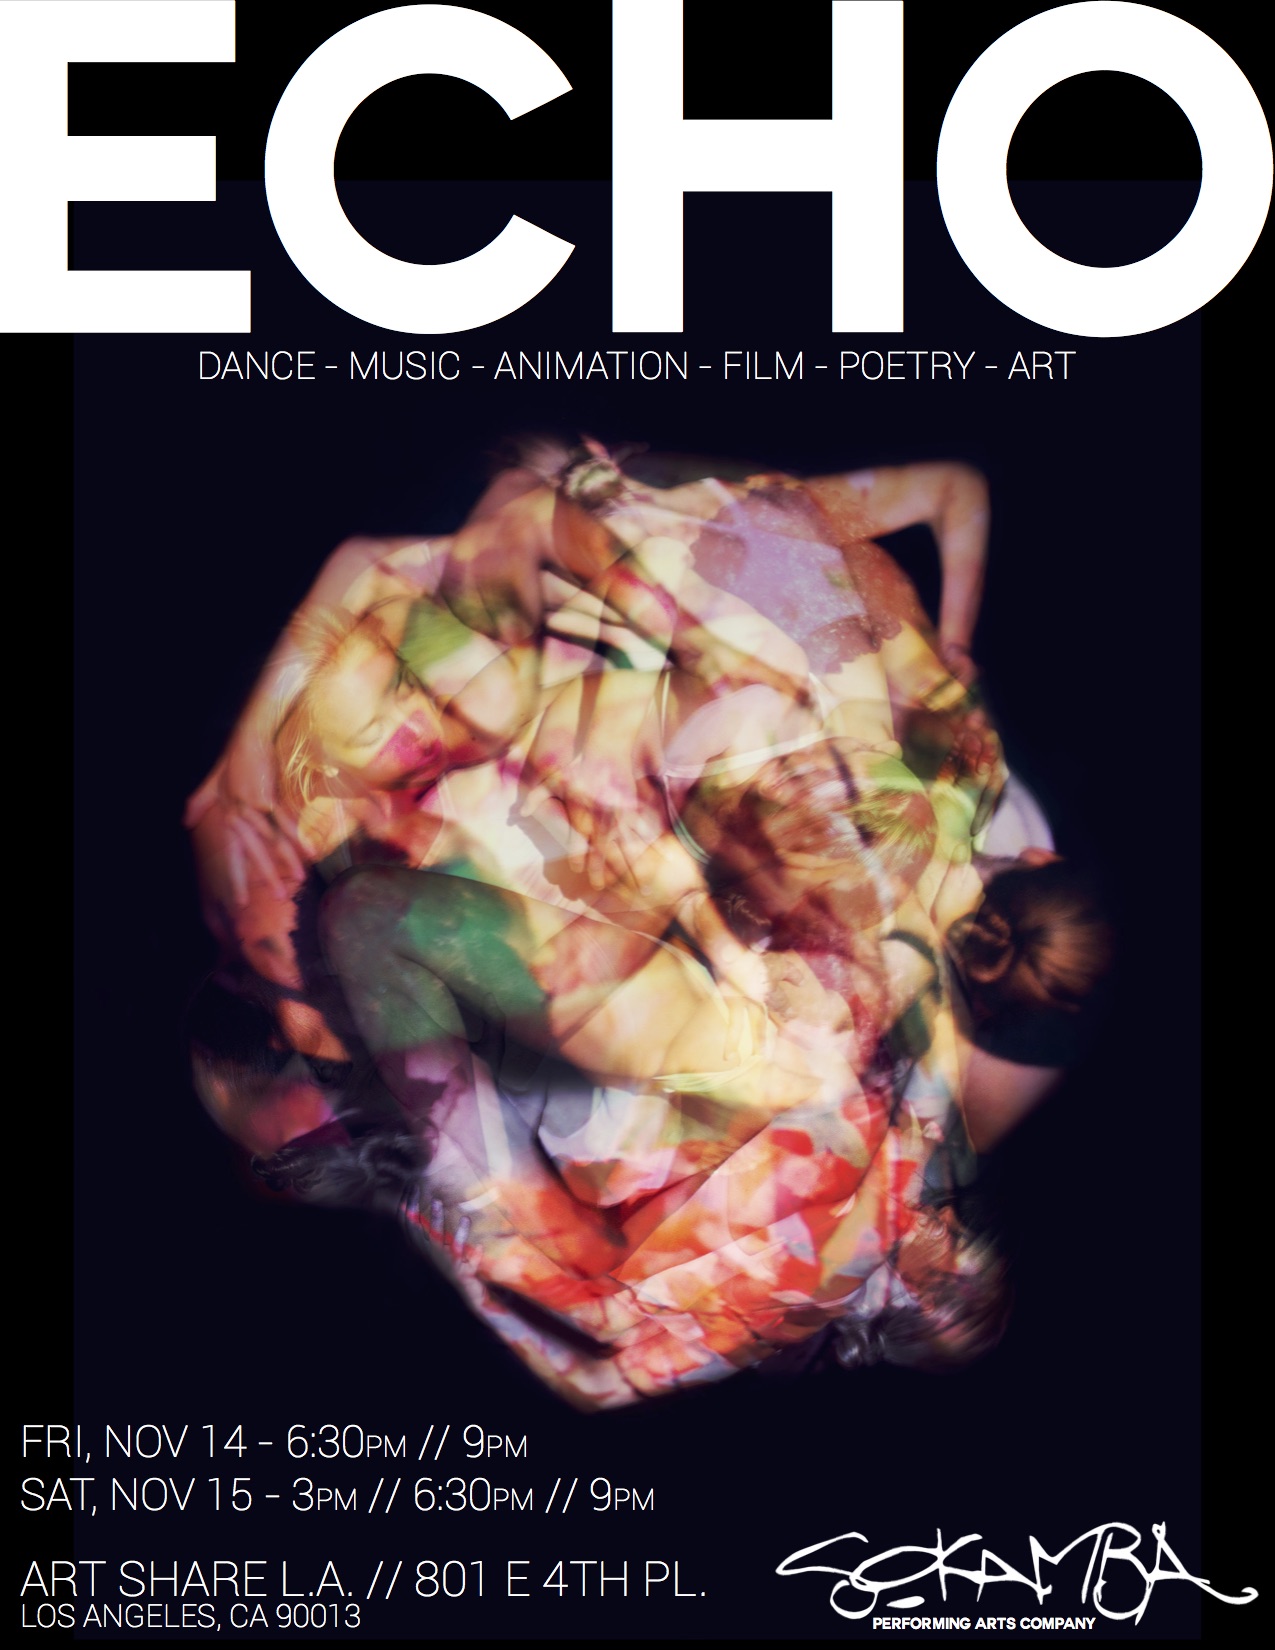 ECHO
DANCE - MUSIC - ANIMATION - FILM - POETRY - ART
FRI, NOV 14 - 6:30PM // 9PM
SAT, NOV 15 - 3PM // 6:30PM // 9PM
ART SHARE L.A. // 801 E 4TH PL.
LOS ANGELES, CA 90013
SOKAMBA
PERFORMING ARTS COMPANY